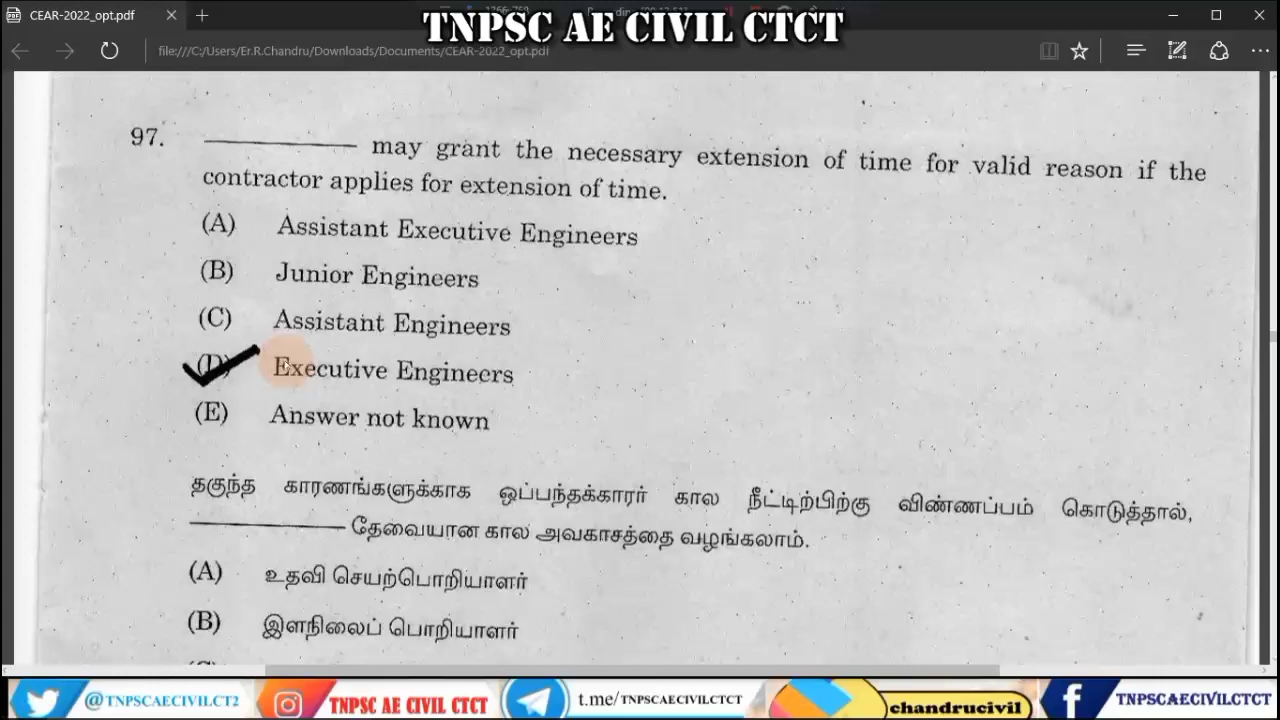 CEAR-2022_opt.pdf
TNPSC AE CIVIL CTCT
file:///C:/Users/Er.R.Chandru/Downloads/Documents/CEAR-2022_opt.pdf
97. ________ may grant the necessary extension of time for valid reason if the
contractor applies for extension of time.
(A) Assistant Executive Engineers
(B) Junior Engineers
(C) Assistant Engineers
(D) Executive Engineers
(E) Answer not known
தகுந்த காரணங்களுக்காக ஒப்பந்தக்காரர் கால நீட்டிற்பிற்கு விண்ணப்பம் கொடுத்தால்,
________ தேவையான கால அவகாசத்தை வழங்கலாம்.
(A) உதவி செயற்பொறியாளர்
(B) இளநிலைப் பொறியாளர்
@TNPSCAECIVILCT2 TNPSC AE CIVIL CTCT t.me/TNPSCAECIVILCTCT chandrucivil TNPSCAECIVILCTCT